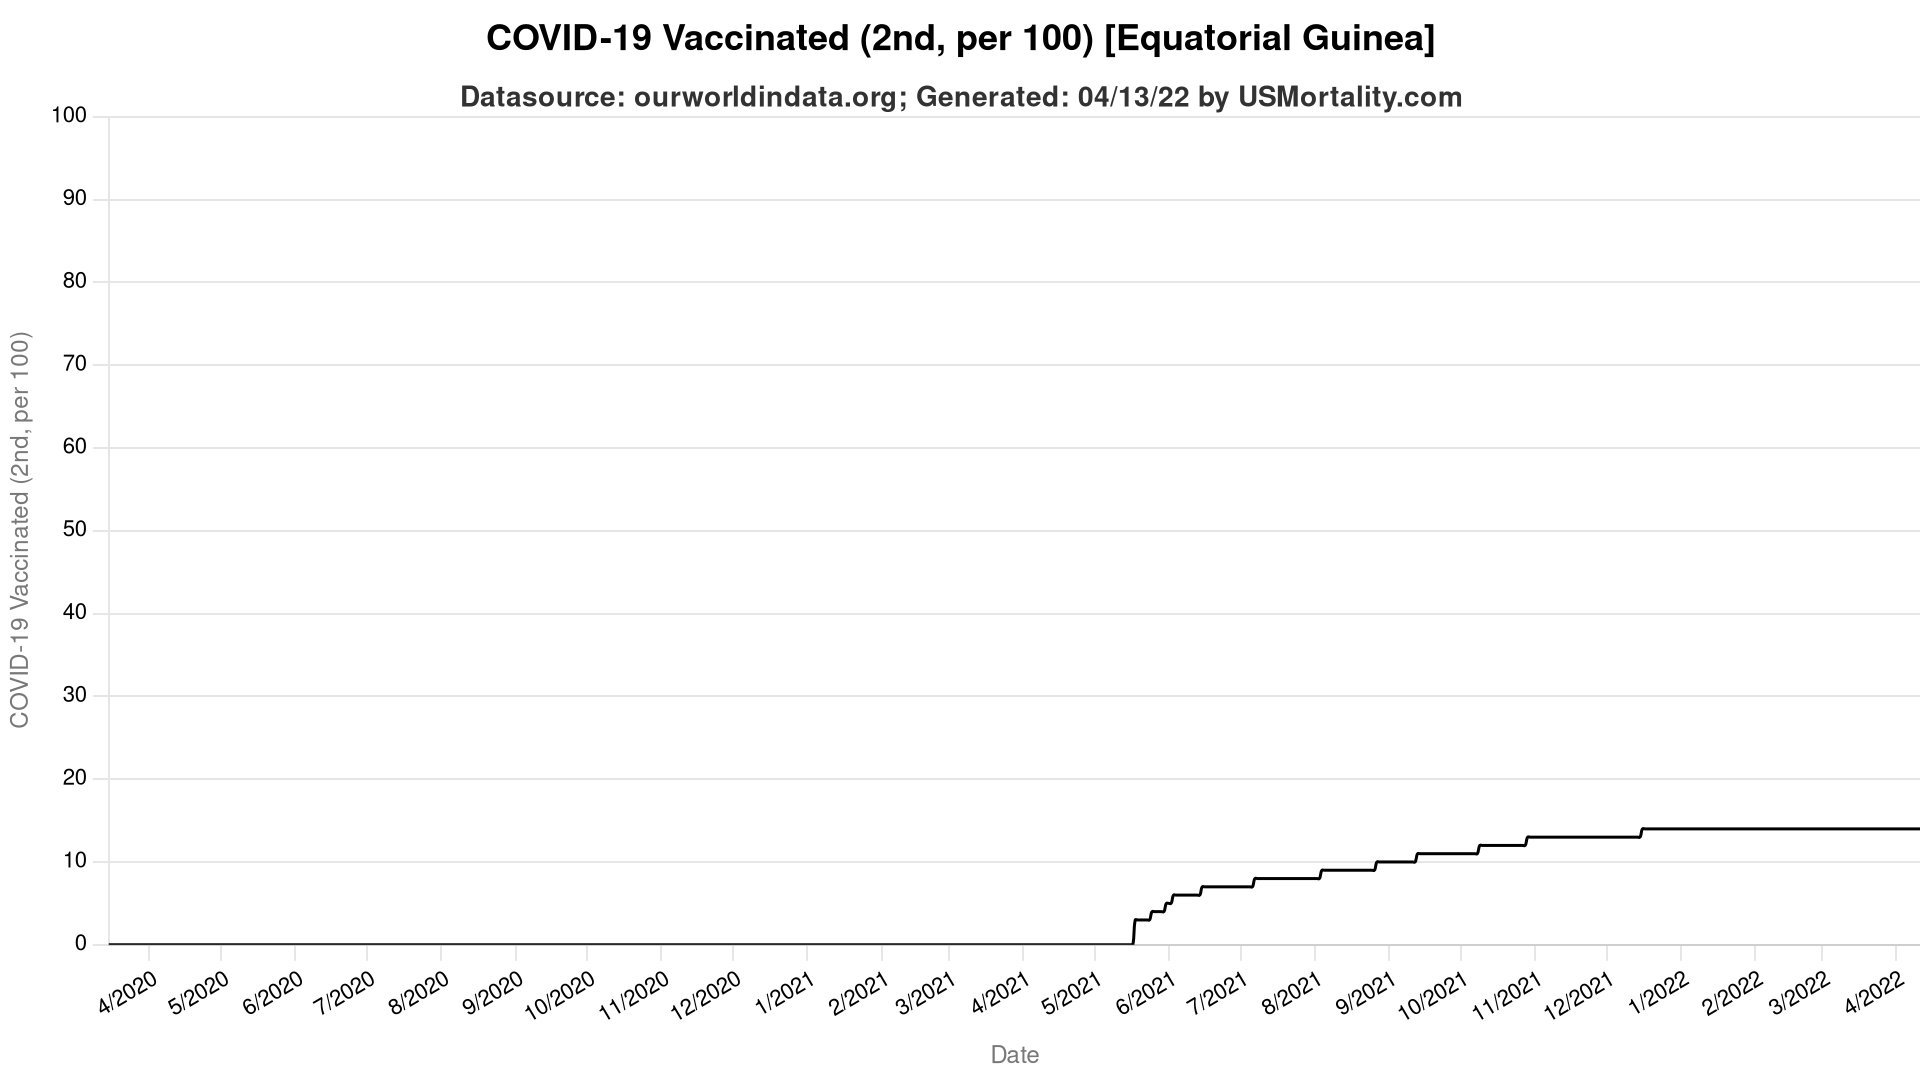 COVID-19 Vaccinated (2nd, per 100) [Equatorial Guinea]
Datasource: ourworldindata.org; Generated: 04/13/22 by USMortality.com
COVID-19 Vaccinated (2nd, per 100)
100
90
80
70
60
50
40
30
20
10
0
4/2020 5/2020 6/2020 7/2020 8/2020 9/2020 10/2020 11/2020 12/2020 1/2021 2/2021 3/2021 4/2021 5/2021 6/2021 7/2021 8/2021 9/2021 10/2021 11/2021 12/2021 1/2022 2/2022 3/2022 4/2022
Date